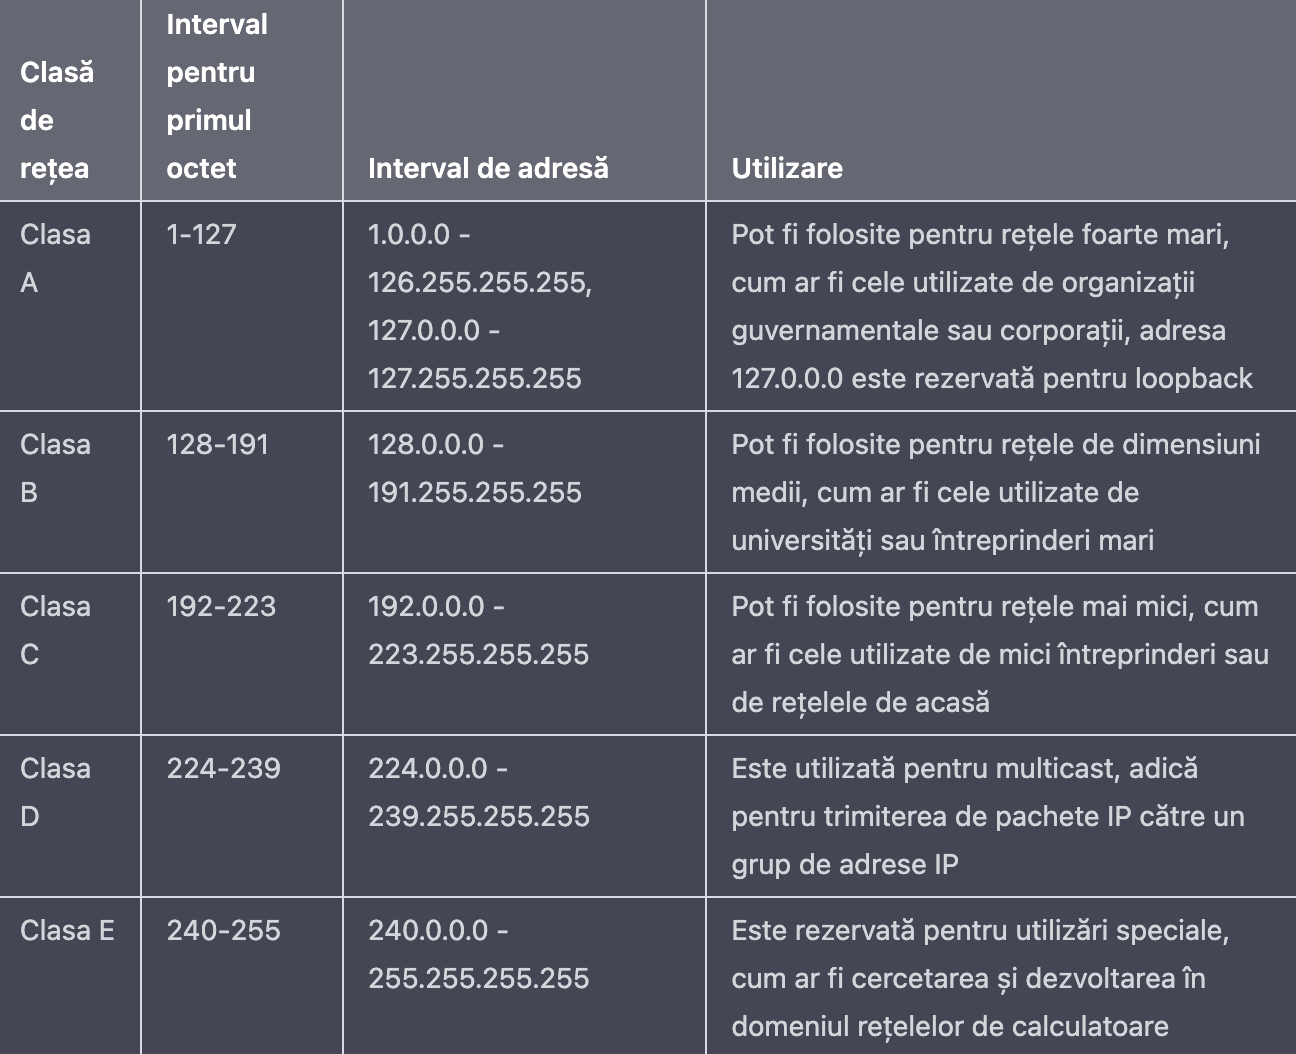 Clasă
de
rețea
Interval
pentru
primul
octet
Interval de adresă
Utilizare
Clasa
A
1-127
1.0.0.0 -
126.255.255.255,
127.0.0.0 -
127.255.255.255
Pot fi folosite pentru rețele foarte mari,
cum ar fi cele utilizate de organizații
guvernamentale sau corporații, adresa
127.0.0.0 este rezervată pentru loopback
Clasa
B
128-191
128.0.0.0 -
191.255.255.255
Pot fi folosite pentru rețele de dimensiuni
medii, cum ar fi cele utilizate de
universități sau întreprinderi mari
Clasa
C
192-223
192.0.0.0 -
223.255.255.255
Pot fi folosite pentru rețele mai mici, cum
ar fi cele utilizate de mici întreprinderi sau
de rețelele de acasă
Clasa
D
224-239
224.0.0.0 -
239.255.255.255
Este utilizată pentru multicast, adică
pentru trimiterea de pachete IP către un
grup de adrese IP
Clasa E
240-255
240.0.0.0 -
255.255.255.255
Este rezervată pentru utilizări speciale,
cum ar fi cercetarea și dezvoltarea în
domeniul rețelelor de calculatoare